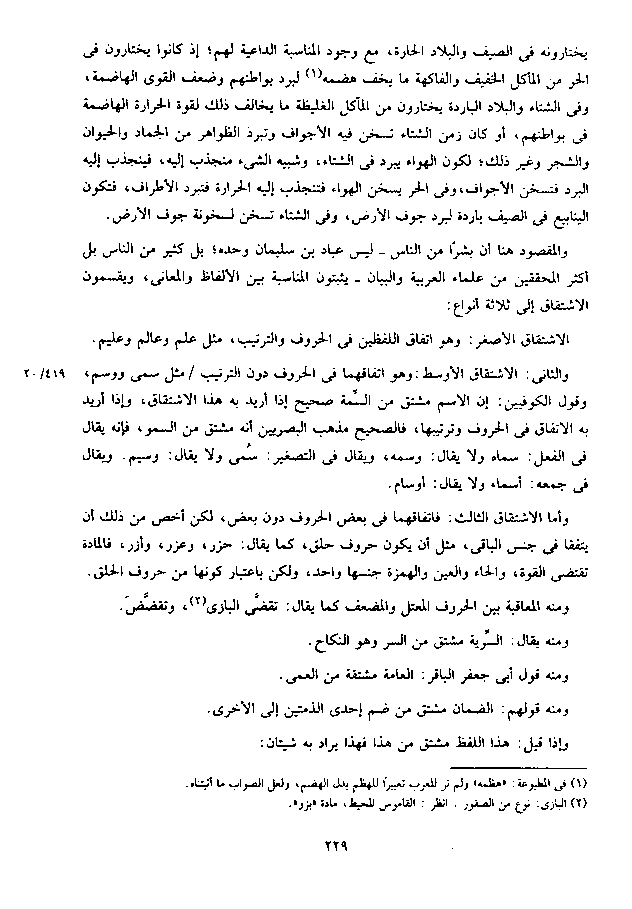 يختارونه فى الصيف والبلاد الحارة، مع وجود المناسبة الداعية لهم؛ إذ كانوا يختارون فى
الحر من المأكل الخفيف والفاكهة ما يخف هضمه(١) لبرد بواطنهم وضعف القوى الهاضمة،
وفى الشتاء والبلاد الباردة يختارون من المآكل الغليظة ما يخالف ذلك لقوة الحرارة الهاضمة
فى بواطنهم، أو كان زمن الشتاء تسخن فيه الأجواف وتبرد الظواهر من الجماد والحيوان
والشجر وغير ذلك؛ لكون الهواء يبرد فى الشتاء، وشبيه الشىء منجذب إليه، فينجذب إليه
البرد فتسخن الأجواف، وفى الحر يسخن الهواء فتنجذب إليه الحرارة فتبرد الأطراف، فتكون
الينابيع فى الصيف باردة لبرد جوف الأرض، وفى الشتاء تسخن لسخونة جوف الأرض.
والمقصود هنا أن بشرًا من الناس ــ ليس عباد بن سليمان وحده؛ بل كثير من الناس بل
أكثر المحققين من علماء العربية والبيان ــ يثبتون المناسبة بين الألفاظ والمعانى، ويقسمون
الاشتقاق إلى ثلاثة أنواع:
الاشتقاق الأصغر: وهو اتفاق اللفظين فى الحروف والترتيب، مثل علم وعالم وعليم.
والثانى: الاشتقاق الأوسط: وهو اتفاقهما فى الحروف دون الترتيب / مثل سمى ووسم، ٢٠/٤١٩
وقول الكوفيين: إن الاسم مشتق من السِّمة صحيح إذا أريد به هذا الاشتقاق، وإذا أريد
به الاتفاق فى الحروف وترتيبها، فالصحيح مذهب البصريين أنه مشتق من السمو، فإنه يقال
فى الفعل: سماه ولا يقال: وسمه، ويقال فى التصغير: سُمى ولا يقال: وسيم. ويقال
فى جمعه: أسماء ولا يقال: أوسام.
وأما الاشتقاق الثالث: فاتفاقهما فى بعض الحروف دون بعض، لكن أخص من ذلك أن
يتفقا فى جنس الباقى، مثل أن يكون حروف حلق، كما يقال: حزر، وعزر، وأزر، فالمادة
تقتضى القوة، والحاء والعين والهمزة جنسها واحد، ولكن باعتبار كونها من حروف الحلق.
ومنه المعاقبة بين الحروف المعتل والمضعف كما يقال: تقضَّى البازى(٢)، وتقضَّضَ.
ومنه يقال: السِّرية مشتق من السر وهو النكاح.
ومنه قول أبى جعفر الباقر: العامة مشتقة من العمى.
ومنه قولهم: الضمان مشتق من ضم إحدى الذمتين إلى الأخرى.
وإذا قيل: هذا اللفظ مشتق من هذا فهذا يراد به شيئان:
(١) فى المطبوعة: «هظمه» ولم نر للعرب تعبيرًا للهظم بدل الهضم، ولعل الصواب ما أثبتناه.
(٢) البازى: نوع من الصقور. انظر: القاموس المحيط، مادة «بزو».
٢٢٩